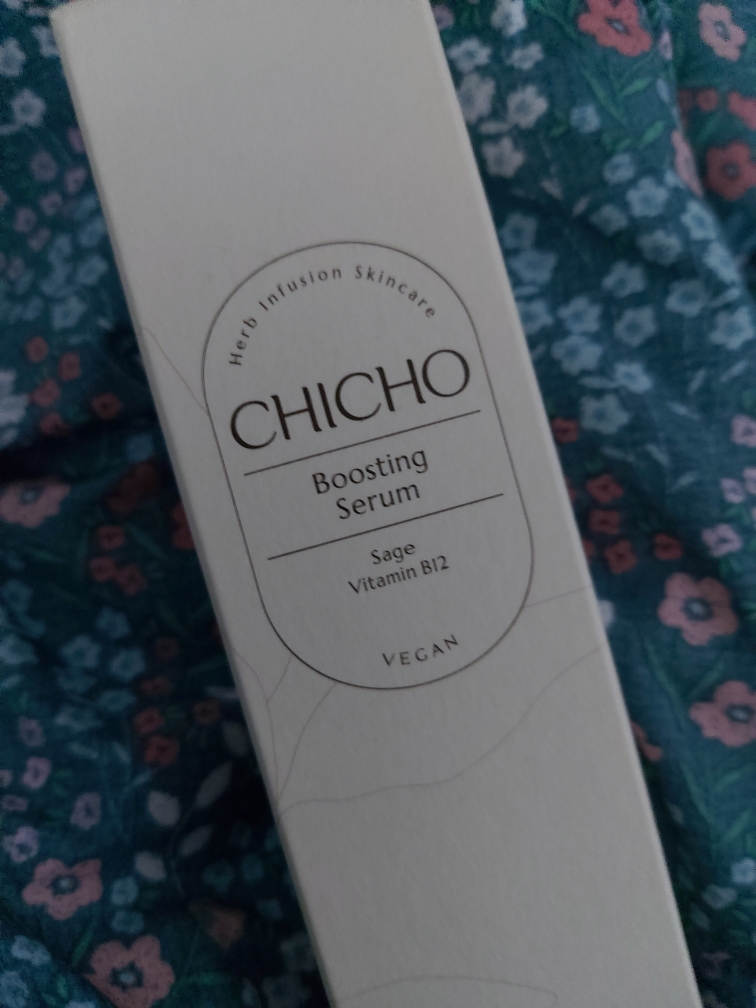 Herb Infusion Skincare
CHICHO
Boosting
Serum
Sage
Vitamin B12
VEGAN